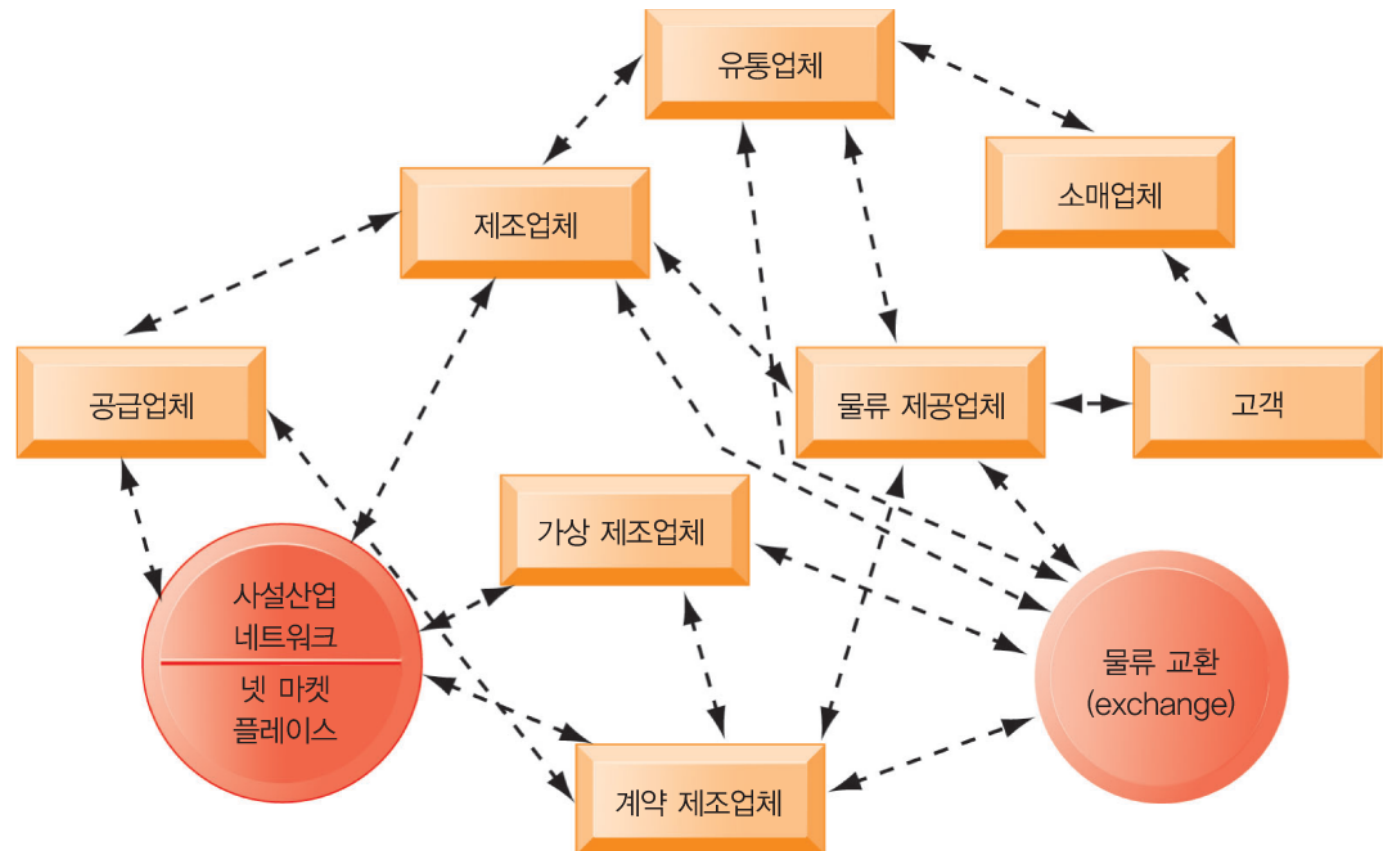 유통업체
소매업체
제조업체
공급업체
물류 제공업체
고객
가상 제조업체
사설산업
네트워크
넷 마켓
플레이스
물류 교환
(exchange)
계약 제조업체